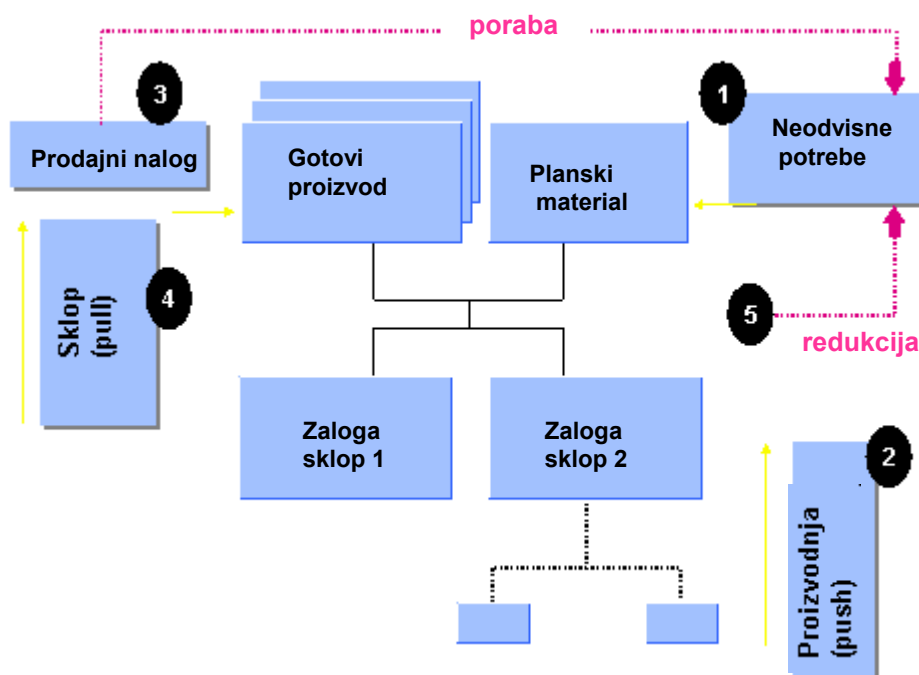 poraba
3
1
Prodajni nalog
Gotovi
proizvod
Planski
material
Neodvisne
potrebe
Sklop
(pull)
4
5
redukcija
Zaloga
sklop 1
Zaloga
sklop 2
2
Proizvodnja
(push)